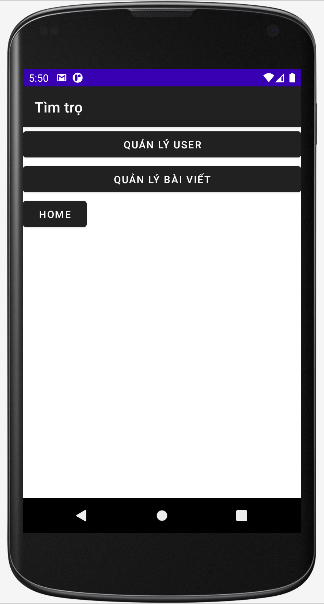 5:50
Tìm trọ
QUẢN LÝ USER
QUẢN LÝ BÀI VIẾT
HOME